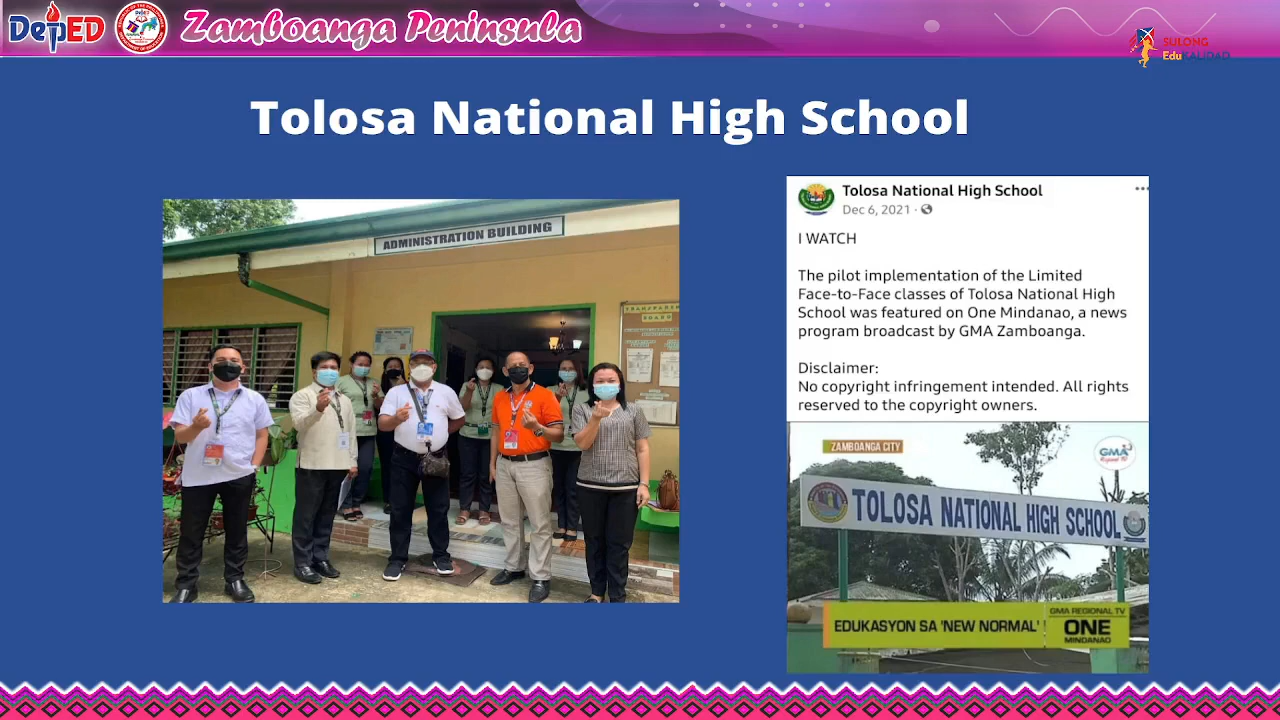 DepED
Zamboanga Peninsula
SULONG
EduKALIDAD
Tolosa National High School
ADMINISTRATION BUILDING
Tolosa National High School
Dec 6, 2021
I WATCH
The pilot implementation of the Limited
Face-to-Face classes of Tolosa National High
School was featured on One Mindanao, a news
program broadcast by GMA Zamboanga.
Disclaimer:
No copyright infringement intended. All rights
reserved to the copyright owners.
ZAMBOANGA CITY
GMA
Regional TV
TOLOSA NATIONAL HIGH SCHOOL
EDUKASYON SA 'NEW NORMAL'
GMA REGIONAL TV
ONE
MINDANAO